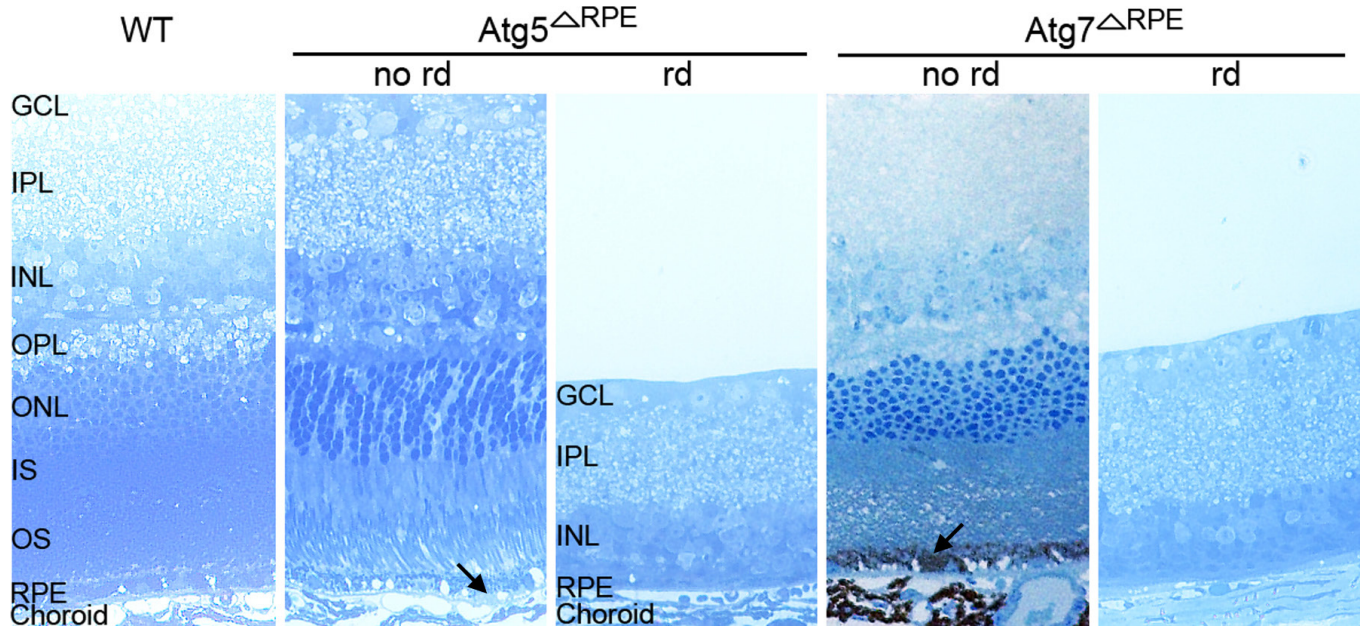 WT Atg5△RPE Atg7△RPE
no rd rd no rd rd
GCL
IPL
INL
OPL
ONL
IS
OS
RPE
Choroid
GCL
IPL
INL
RPE
Choroid